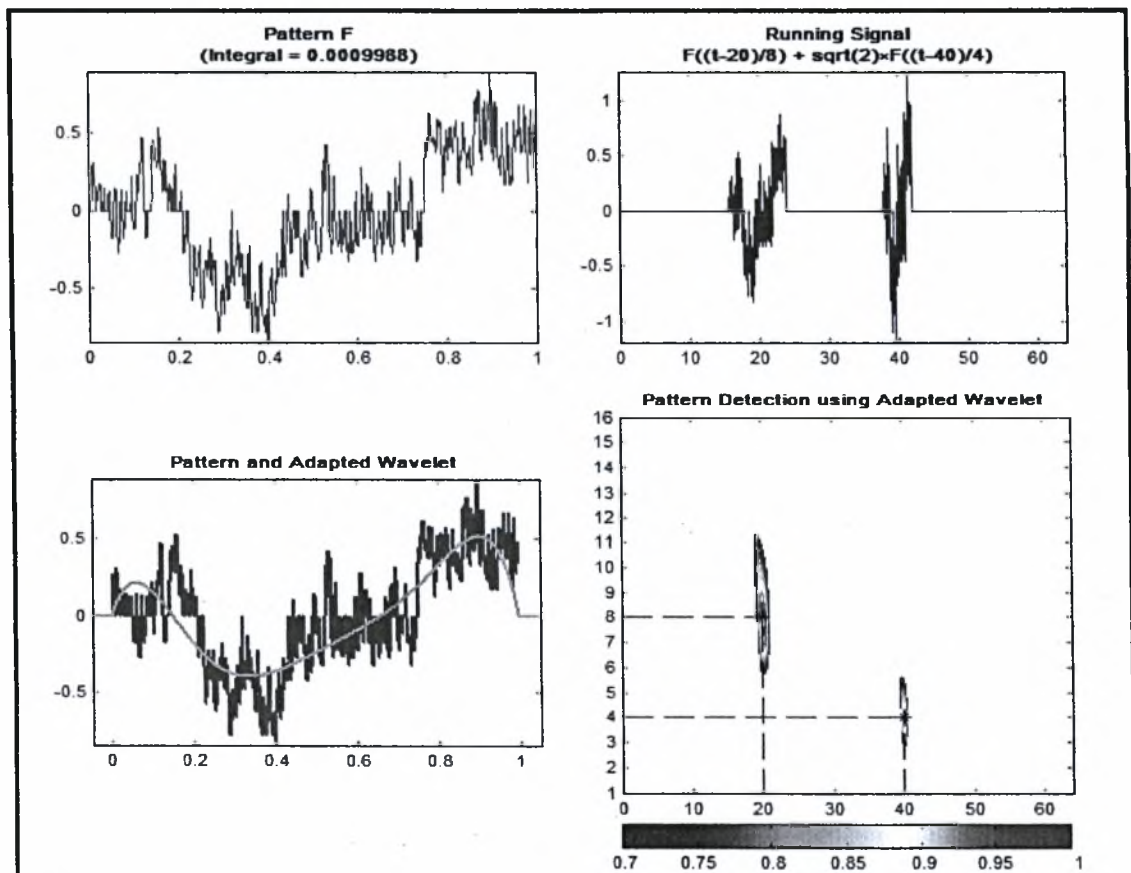 Pattern F
(Integral = 0.0009988)
0.5
0
-0.5
0 0.2 0.4 0.6 0.8 1
Running Signal
F((t-20)/8) + sqrt(2)×F((t-40)/4)
1
0.5
0
-0.5
-1
0 10 20 30 40 50 60
Pattern and Adapted Wavelet
0.5
0
-0.5
0 0.2 0.4 0.6 0.8 1
Pattern Detection using Adapted Wavelet
16
15
14
13
12
11
10
9
8
7
6
5
4
3
2
1
0 10 20 30 40 50 60
0.7 0.75 0.8 0.85 0.9 0.95 1